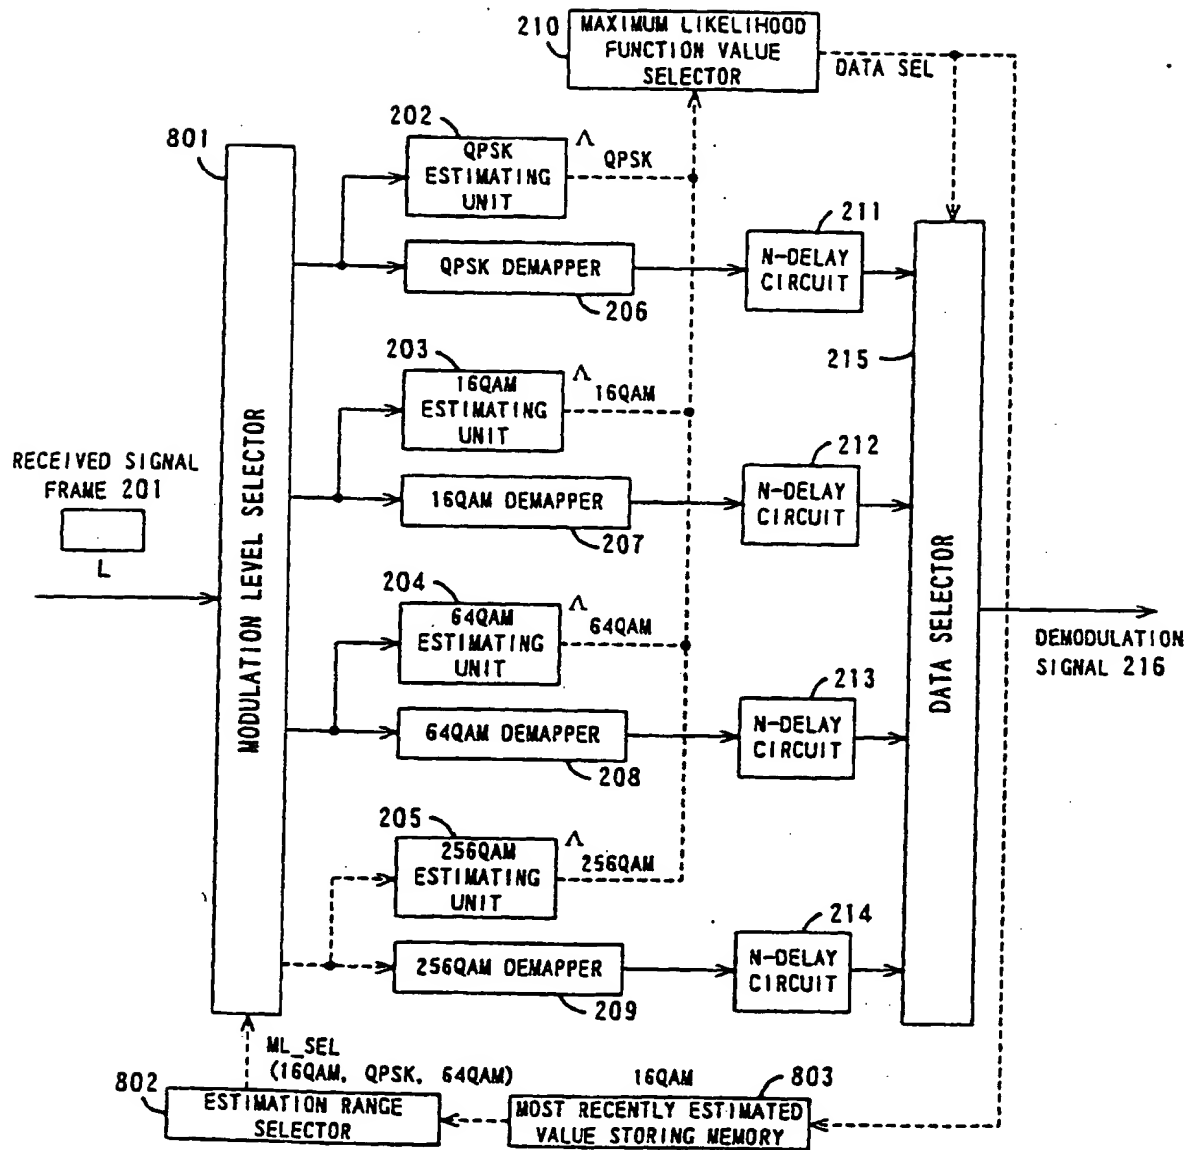 210
MAXIMUM LIKELIHOOD
FUNCTION VALUE
SELECTOR
DATA SEL
801
202
QPSK
ESTIMATING
UNIT
Λ
QPSK
QPSK DEMAPPER
206
211
N-DELAY
CIRCUIT
203
16QAM
ESTIMATING
UNIT
Λ
16QAM
215
16QAM DEMAPPER
207
212
N-DELAY
CIRCUIT
RECEIVED SIGNAL
FRAME 201
L
MODULATION LEVEL SELECTOR
204
64QAM
ESTIMATING
UNIT
Λ
64QAM
64QAM DEMAPPER
208
213
N-DELAY
CIRCUIT
DATA SELECTOR
DEMODULATION
SIGNAL 216
205
256QAM
ESTIMATING
UNIT
Λ
256QAM
256QAM DEMAPPER
209
214
N-DELAY
CIRCUIT
ML_SEL
(16QAM, QPSK, 64QAM)
802
ESTIMATION RANGE
SELECTOR
16QAM
803
MOST RECENTLY ESTIMATED
VALUE STORING MEMORY